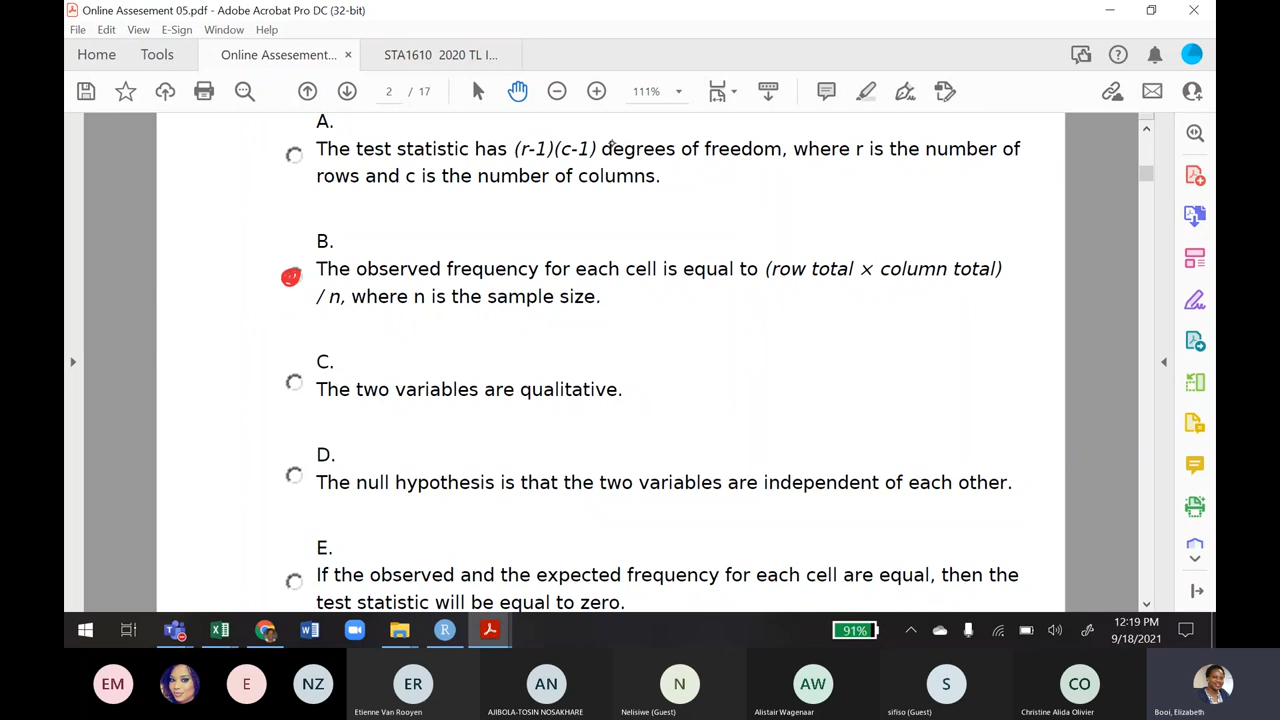 Online Assesement 05.pdf - Adobe Acrobat Pro DC (32-bit)
File Edit View E-Sign Window Help
Home Tools Online Assesement... × STA1610 2020 TL I...
2 / 17 111%
A.
The test statistic has (r-1)(c-1) degrees of freedom, where r is the number of
rows and c is the number of columns.
B.
The observed frequency for each cell is equal to (row total × column total)
/ n, where n is the sample size.
C.
The two variables are qualitative.
D.
The null hypothesis is that the two variables are independent of each other.
E.
If the observed and the expected frequency for each cell are equal, then the
test statistic will be equal to zero.
91%
12:19 PM
9/18/2021
EM E NZ ER AN N AW S CO
Etienne Van Rooyen AJIBOLA-TOSIN NOSAKHARE Nelisiwe (Guest) Alistair Wagenaar sifiso (Guest) Christine Alida Olivier Booi, Elizabeth